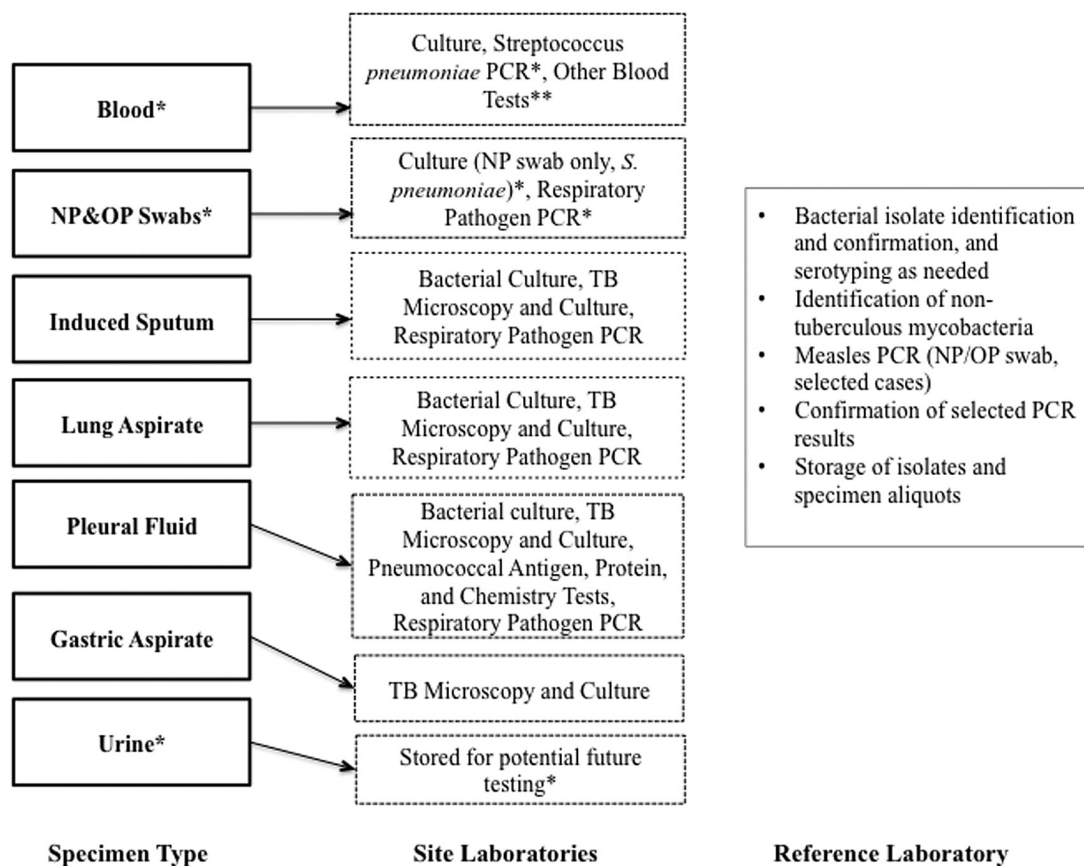 Blood*
Culture, Streptococcus
pneumoniae PCR*, Other Blood
Tests**
NP&OP Swabs*
Culture (NP swab only, S.
pneumoniae)*, Respiratory
Pathogen PCR*
Induced Sputum
Bacterial Culture, TB
Microscopy and Culture,
Respiratory Pathogen PCR
Lung Aspirate
Bacterial Culture, TB
Microscopy and Culture,
Respiratory Pathogen PCR
Pleural Fluid
Bacterial culture, TB
Microscopy and Culture,
Pneumococcal Antigen, Protein,
and Chemistry Tests,
Respiratory Pathogen PCR
Gastric Aspirate
TB Microscopy and Culture
Urine*
Stored for potential future
testing*
• Bacterial isolate identification
and confirmation, and
serotyping as needed
• Identification of non-
tuberculous mycobacteria
• Measles PCR (NP/OP swab,
selected cases)
• Confirmation of selected PCR
results
• Storage of isolates and
specimen aliquots
Specimen Type
Site Laboratories
Reference Laboratory